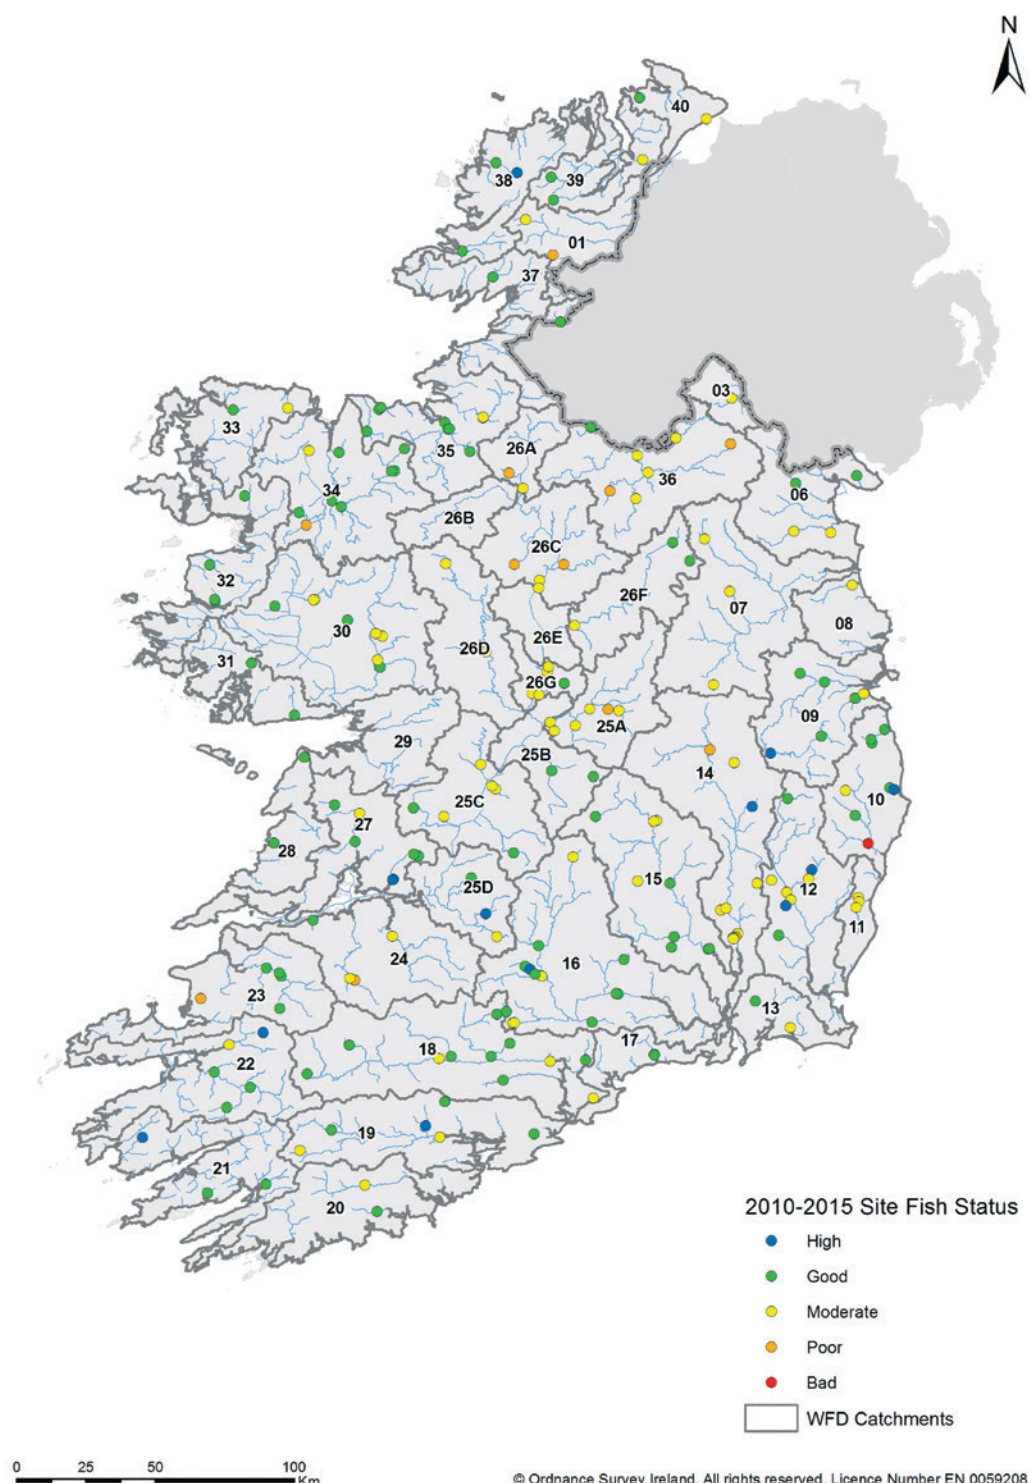 N
40
38
39
01
37
03
33
35
26A
36
34
06
26B
26C
32
26F
07
08
30
26E
26D
31
26G
09
25A
29
25B
14
10
25C
27
28
25D
15
12
11
24
16
23
13
17
18
22
19
21
20
2010-2015 Site Fish Status
High
Good
Moderate
Poor
Bad
WFD Catchments
0 25 50 100
Km
© Ordnance Survey Ireland. All rights reserved. Licence Number EN 0059208